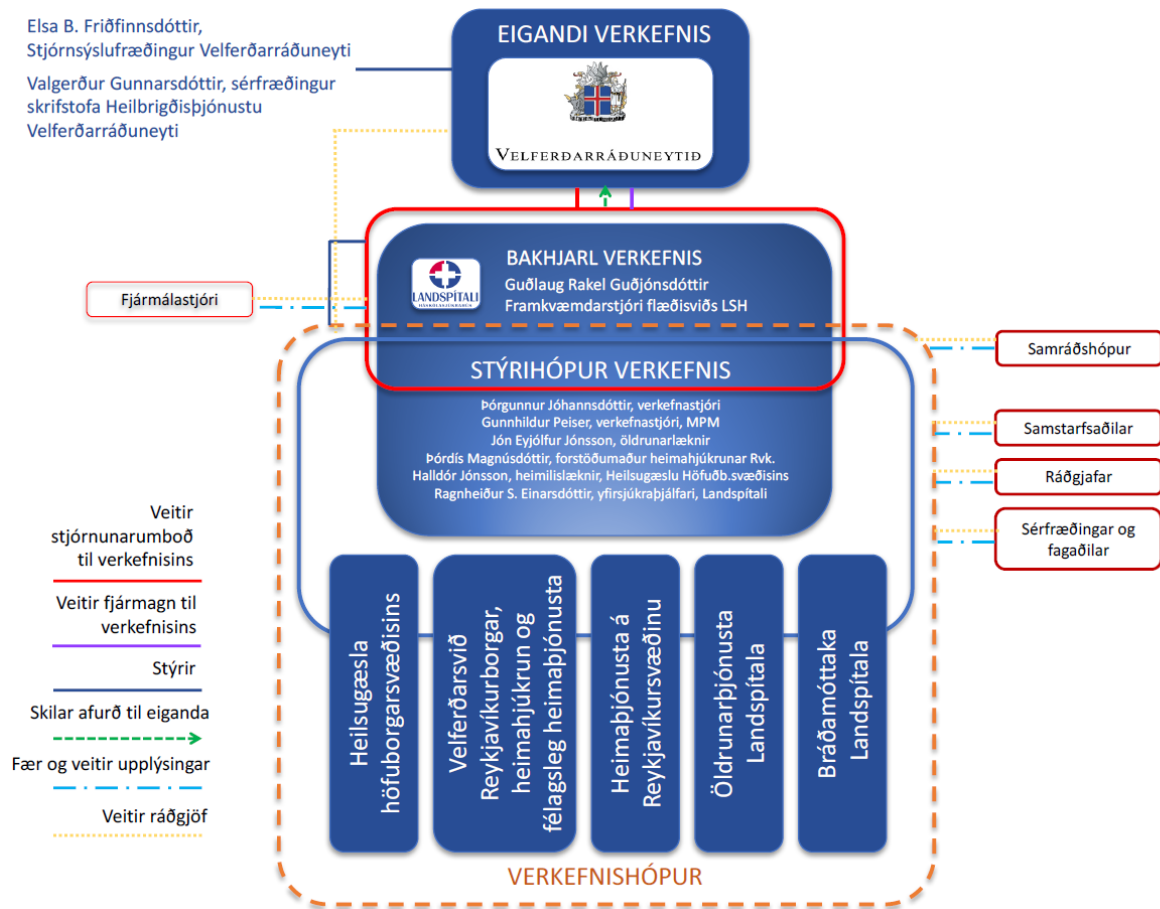 Elsa B. Friðfinnsdóttir,
Stjórnsýslufræðingur Velferðarráðuneyti
Valgerður Gunnarsdóttir, sérfræðingur
skrifstofa Heilbrigðisþjónustu
Velferðarráðuneyti
EIGANDI VERKEFNIS
VELFERÐARRÁÐUNEYTIÐ
BAKHJARL VERKEFNIS
Guðlaug Rakel Guðjónsdóttir
Framkvæmdarstjóri flæðisviðs LSH
LANDSPÍTALI
HÁSKÓLASJÚKRAHÚS
Fjármálastjóri
STÝRIHÓPUR VERKEFNIS
Þórgunnur Jóhannsdóttir, verkefnastjóri
Gunnhildur Peiser, verkefnastjóri, MPM
Jón Eyjólfur Jónsson, öldrunarlæknir
Þórdís Magnúsdóttir, forstöðumaður heimahjúkrunar Rvk.
Halldór Jónsson, heimilislæknir, Heilsugæslu Höfuðb.svæðisins
Ragnheiður S. Einarsdóttir, yfirsjúkraþjálfari, Landspítali
Samráðshópur
Samstarfsaðilar
Ráðgjafar
Sérfræðingar og
fagaðilar
Veitir
stjórnunarumboð
til verkefnisins
Veitir fjármagn til
verkefnisins
Stýrir
Skilar afurð til eiganda
Fær og veitir upplýsingar
Veitir ráðgjöf
Heilsugæsla
höfuborgarsvæðisins
Velferðarsvið
Reykjavíkurborgar,
heimahjúkrun og
félagsleg heimaþjónusta
Heimaþjónusta á
Reykjavíkursvæðinu
Öldrunarþjónusta
Landspítala
Bráðamóttaka
Landspítala
VERKEFNISHÓPUR